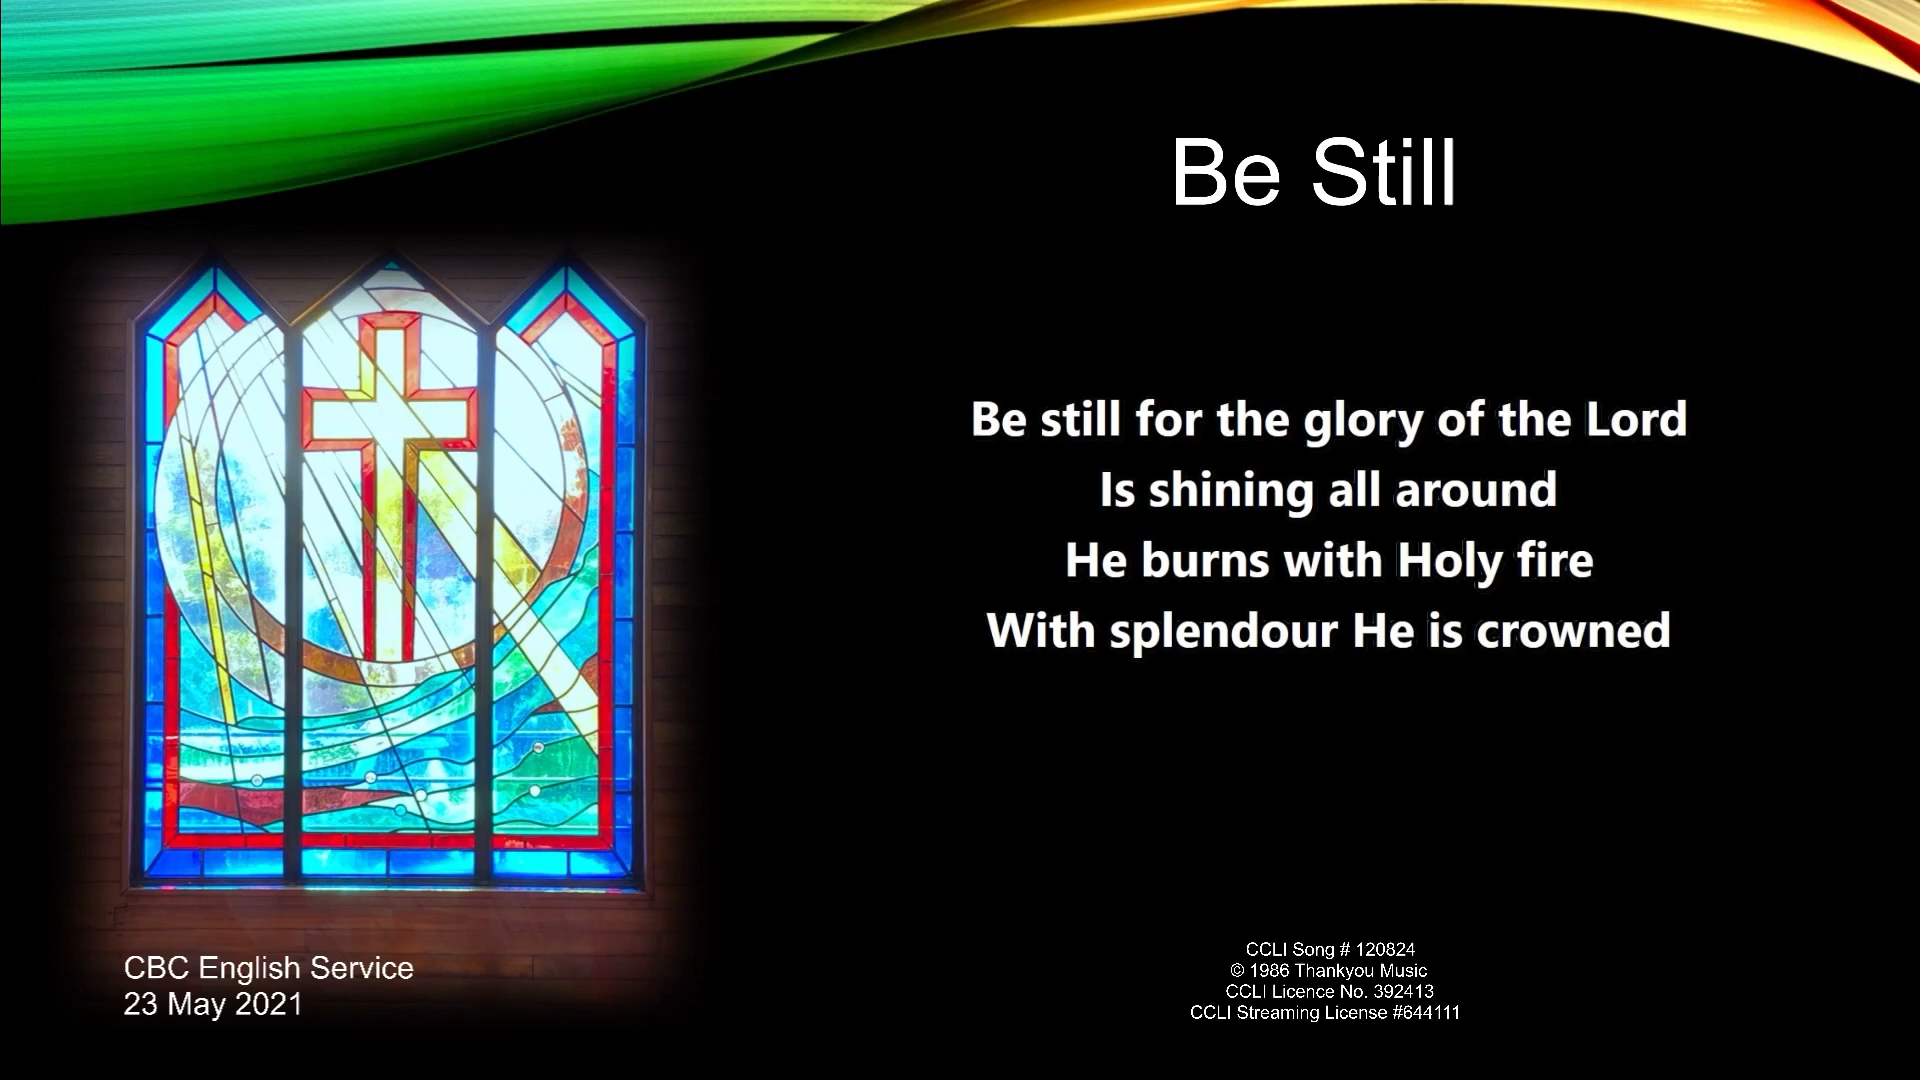 Be Still
Be still for the glory of the Lord
Is shining all around
He burns with Holy fire
With splendour He is crowned
CBC English Service
23 May 2021
CCLI Song # 120824
© 1986 Thankyou Music
CCLI Licence No. 392413
CCLI Streaming License #644111